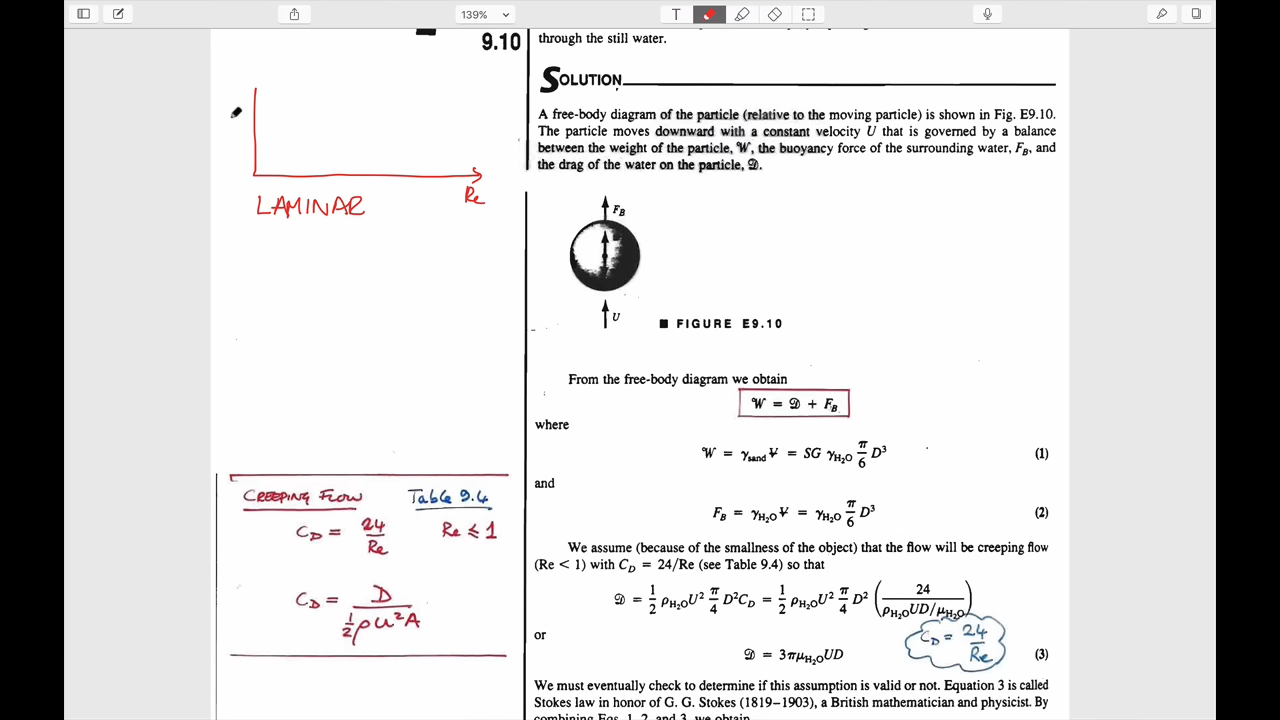 139%
T
9.10
through the still water.
SOLUTION
A free-body diagram of the particle (relative to the moving particle) is shown in Fig. E9.10.
The particle moves downward with a constant velocity U that is governed by a balance
between the weight of the particle, 𝒲, the buoyancy force of the surrounding water, F_B, and
the drag of the water on the particle, 𝒟.
Re
LAMINAR
F_B
U
■ FIGURE E9.10
From the free-body diagram we obtain
𝒲 = 𝒟 + F_B
where
𝒲 = γ_sand V̶ = SG γ_H₂O π/6 D³ (1)
and
F_B = γ_H₂O V̶ = γ_H₂O π/6 D³ (2)
We assume (because of the smallness of the object) that the flow will be creeping flow
(Re < 1) with C_D = 24/Re (see Table 9.4) so that
𝒟 = 1/2 ρ_H₂O U² π/4 D² C_D = 1/2 ρ_H₂O U² π/4 D² (24/(ρ_H₂O UD/μ_H₂O))
or
𝒟 = 3πμ_H₂O UD (3)
C_D = 24/Re
We must eventually check to determine if this assumption is valid or not. Equation 3 is called
Stokes law in honor of G. G. Stokes (1819–1903), a British mathematician and physicist. By
combining Eqs. 1, 2, and 3, we obtain
CREEPING FLOW Table 9.4
C_D = 24/Re Re ≤ 1
C_D = D/(½ρU²A)